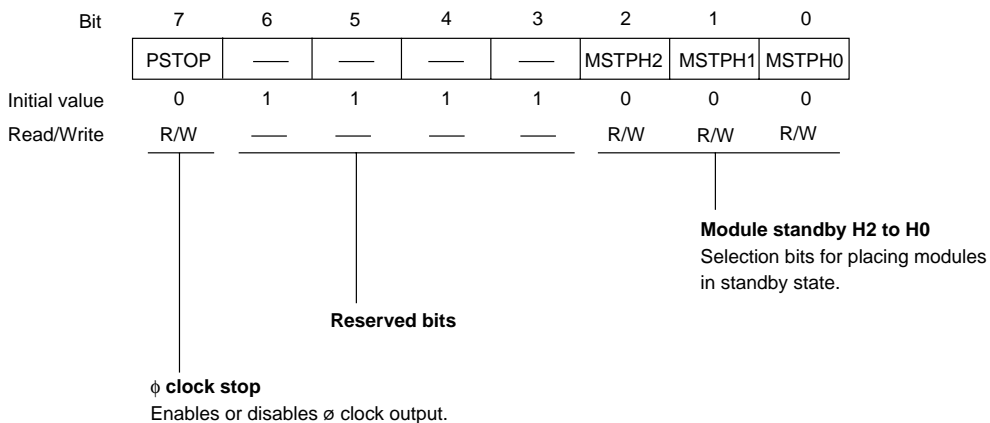 Bit 7 6 5 4 3 2 1 0
PSTOP — — — — MSTPH2 MSTPH1 MSTPH0
Initial value 0 1 1 1 1 0 0 0
Read/Write R/W — — — — R/W R/W R/W
Module standby H2 to H0
Selection bits for placing modules
in standby state.
Reserved bits
ϕ clock stop
Enables or disables ø clock output.